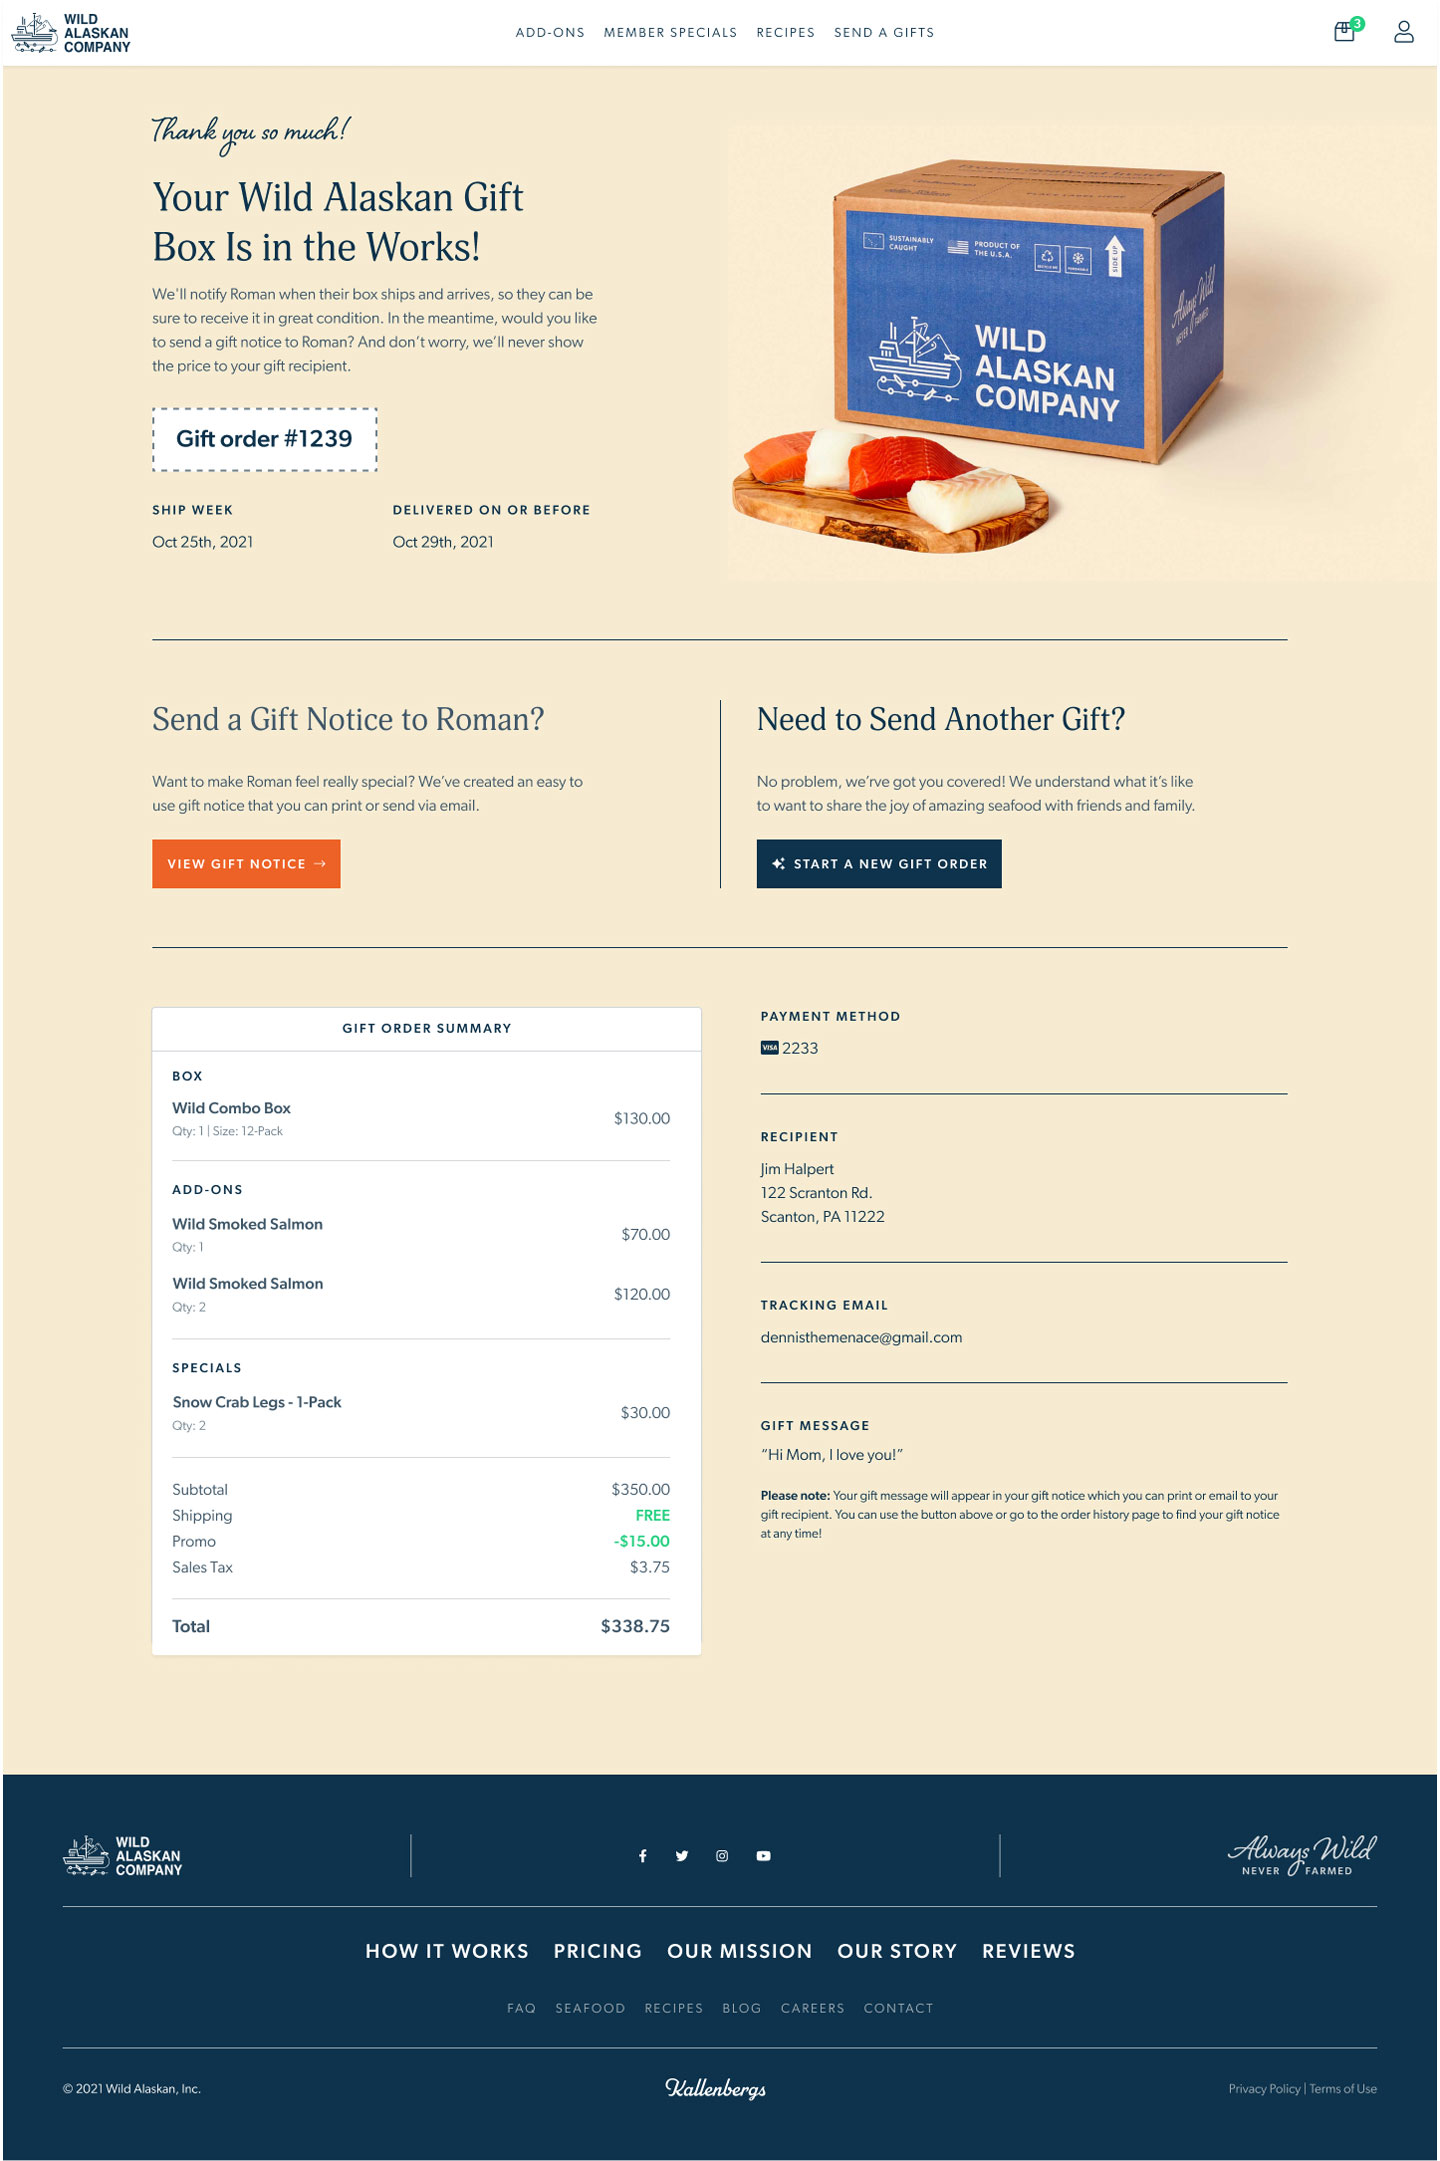 WILD
ALASKAN
COMPANY
ADD-ONS MEMBER SPECIALS RECIPES SEND A GIFTS
3
Thank you so much!
Your Wild Alaskan Gift
Box Is in the Works!
We'll notify Roman when their box ships and arrives, so they can be
sure to receive it in great condition. In the meantime, would you like
to send a gift notice to Roman? And don’t worry, we’ll never show
the price to your gift recipient.
Gift order #1239
SHIP WEEK
Oct 25th, 2021
DELIVERED ON OR BEFORE
Oct 29th, 2021
SUSTAINABLY
CAUGHT
PRODUCT OF
THE U.S.A.
SIDE UP
WILD
ALASKAN
COMPANY
Always Wild
NEVER FARMED
Send a Gift Notice to Roman?
Want to make Roman feel really special? We’ve created an easy to
use gift notice that you can print or send via email.
VIEW GIFT NOTICE →
Need to Send Another Gift?
No problem, we’rve got you covered! We understand what it’s like
to want to share the joy of amazing seafood with friends and family.
START A NEW GIFT ORDER
GIFT ORDER SUMMARY
BOX
Wild Combo Box
Qty: 1 | Size: 12-Pack
$130.00
ADD-ONS
Wild Smoked Salmon
Qty: 1
$70.00
Wild Smoked Salmon
Qty: 2
$120.00
SPECIALS
Snow Crab Legs - 1-Pack
Qty: 2
$30.00
Subtotal $350.00
Shipping FREE
Promo -$15.00
Sales Tax $3.75
Total $338.75
PAYMENT METHOD
VISA 2233
RECIPIENT
Jim Halpert
122 Scranton Rd.
Scanton, PA 11222
TRACKING EMAIL
dennisthemenace@gmail.com
GIFT MESSAGE
“Hi Mom, I love you!”
Please note: Your gift message will appear in your gift notice which you can print or email to your
gift recipient. You can use the button above or go to the order history page to find your gift notice
at any time!
WILD
ALASKAN
COMPANY
Always Wild
NEVER FARMED
HOW IT WORKS PRICING OUR MISSION OUR STORY REVIEWS
FAQ SEAFOOD RECIPES BLOG CAREERS CONTACT
© 2021 Wild Alaskan, Inc.
Kallenbergs
Privacy Policy | Terms of Use